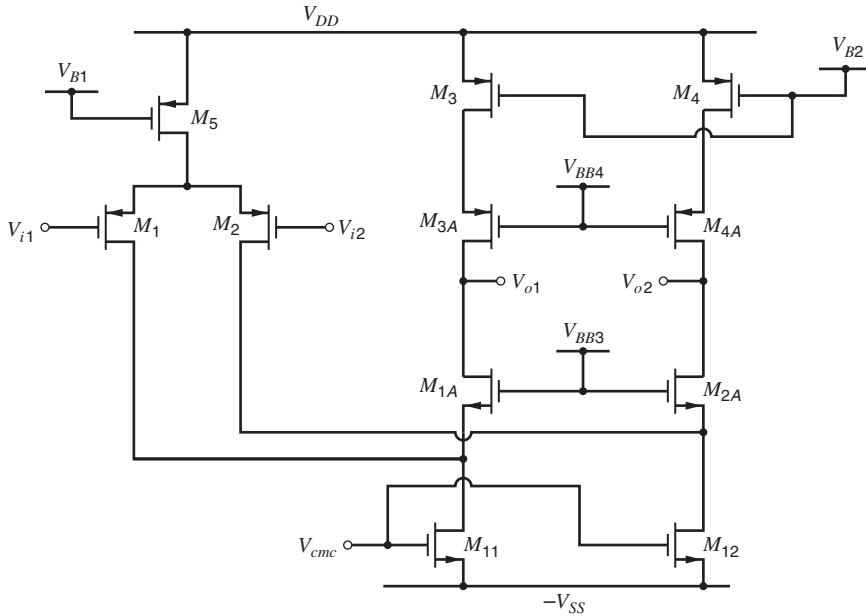 V_DD
V_B1
V_B2
M_5
M_3
M_4
V_BB4
V_i1
M_1
M_2
V_i2
M_3A
M_4A
V_o1
V_o2
V_BB3
M_1A
M_2A
V_cmc
M_11
M_12
−V_SS